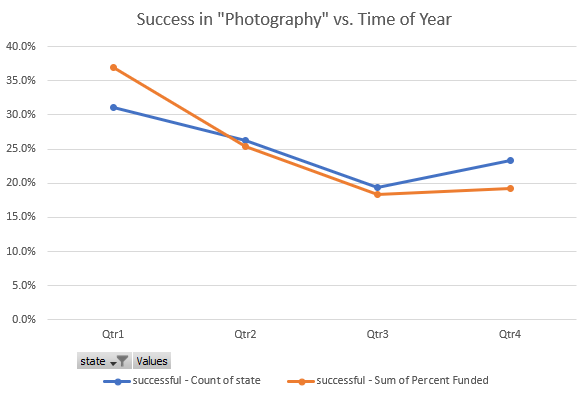 Success in "Photography" vs. Time of Year
40.0%
35.0%
30.0%
25.0%
20.0%
15.0%
10.0%
5.0%
0.0%
Qtr1 Qtr2 Qtr3 Qtr4
state Values
successful - Count of state successful - Sum of Percent Funded